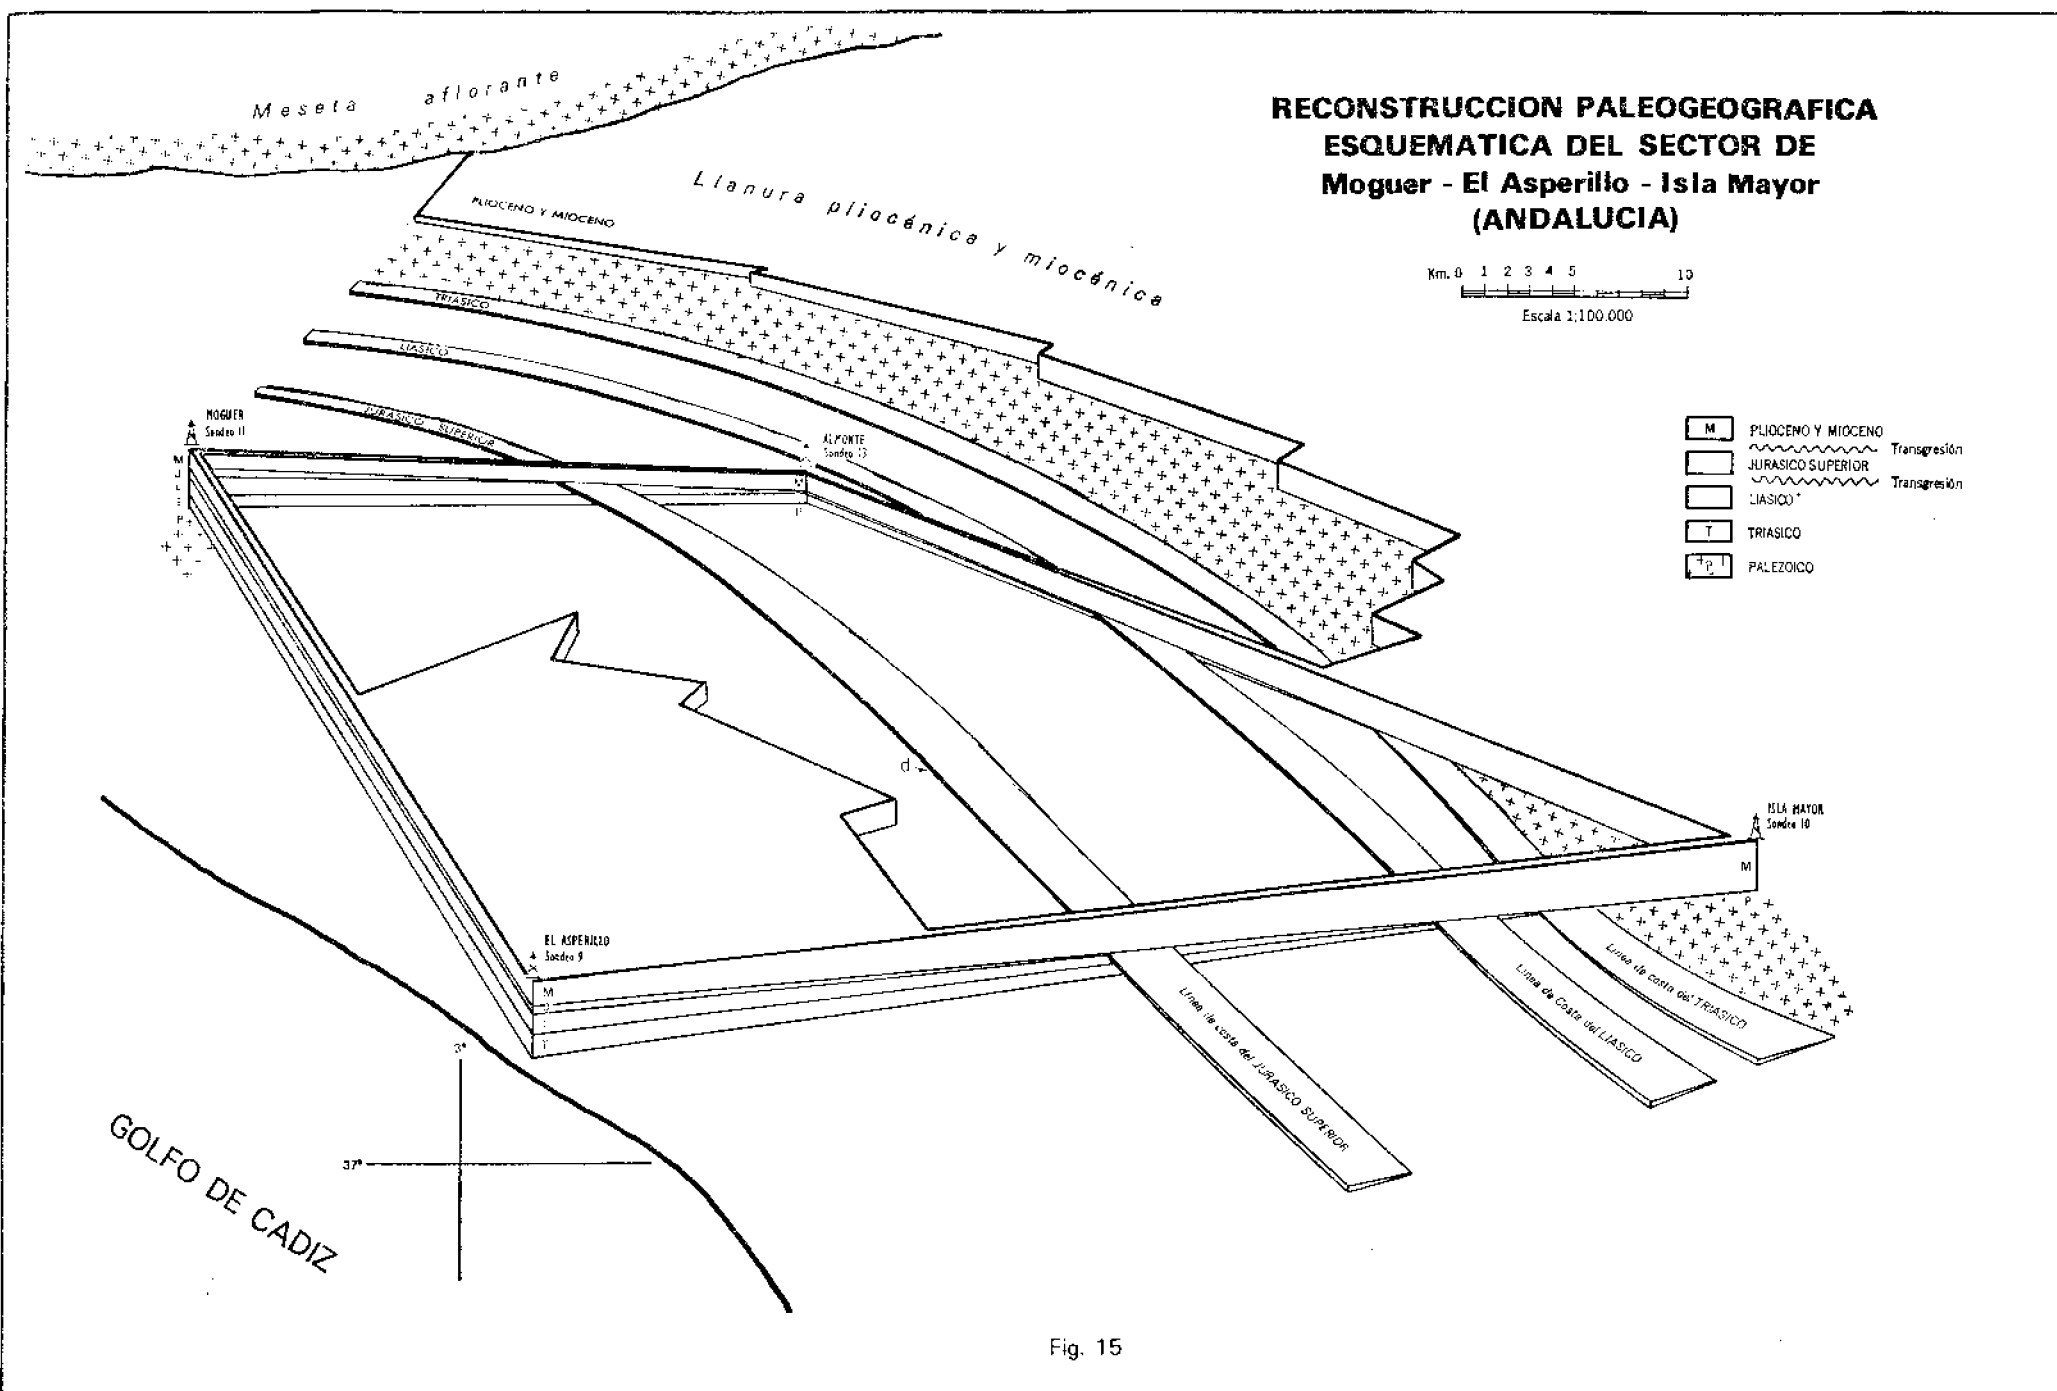 Meseta aflorante
RECONSTRUCCION PALEOGEOGRAFICA
ESQUEMATICA DEL SECTOR DE
Moguer - El Asperillo - Isla Mayor
(ANDALUCIA)
Llanura pliocénica y miocénica
PLIOCENO Y MIOCENO
Km. 0 1 2 3 4 5 10
Escala 1:100.000
TRIASICO
LIASICO
JURASICO SUPERIOR
MOGUER
Sondeo 11
ALMONTE
Sondeo 13
M
J
L
P
M
P
M PLIOCENO Y MIOCENO
Transgresión
JURASICO SUPERIOR
Transgresión
LIASICO
T TRIASICO
P PALEZOICO
d
ISLA MAYOR
Sondeo 10
M
P
EL ASPERILLO
Sondeo 9
M
T
Linea de costa del TRIASICO
Linea de Costa del LIASICO
Linea de costa del JURASICO SUPERIOR
3°
37°
GOLFO DE CADIZ
Fig. 15